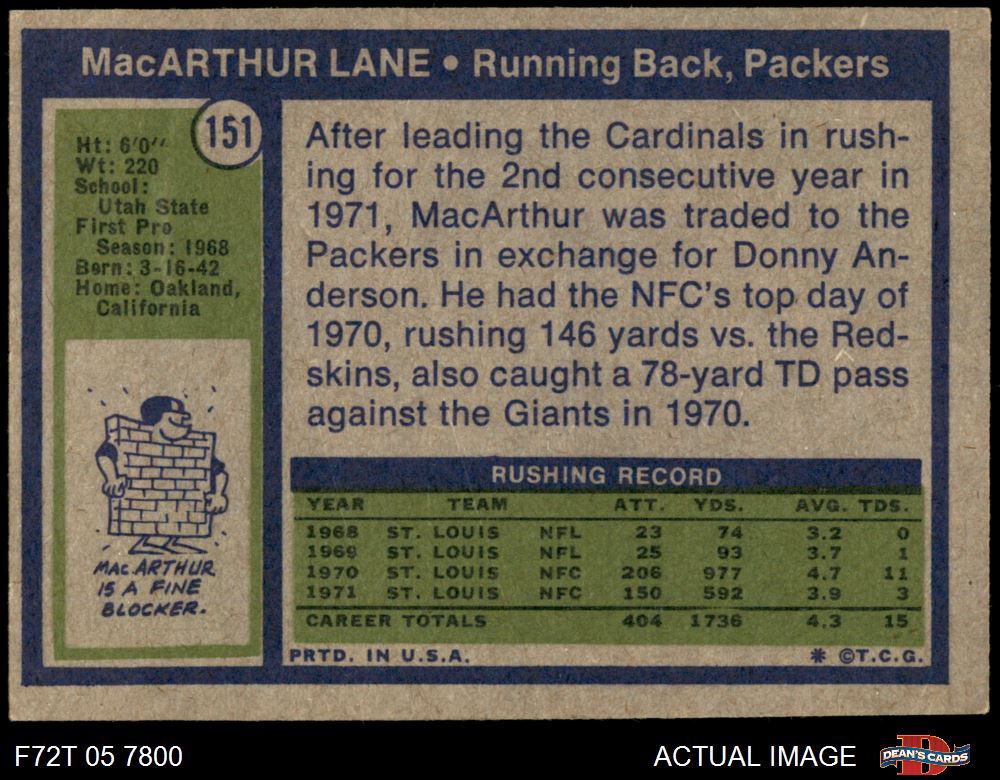 MacARTHUR LANE • Running Back, Packers
151
Ht: 6'0''
Wt: 220
School:
Utah State
First Pro
Season: 1968
Born: 3-16-42
Home: Oakland,
California
MAC ARTHUR
IS A FINE
BLOCKER.
After leading the Cardinals in rush-
ing for the 2nd consecutive year in
1971, MacArthur was traded to the
Packers in exchange for Donny An-
derson. He had the NFC's top day of
1970, rushing 146 yards vs. the Red-
skins, also caught a 78-yard TD pass
against the Giants in 1970.
RUSHING RECORD
YEAR TEAM ATT. YDS. AVG. TDS.
1968 ST. LOUIS NFL 23 74 3.2 0
1969 ST. LOUIS NFL 25 93 3.7 1
1970 ST. LOUIS NFC 206 977 4.7 11
1971 ST. LOUIS NFC 150 592 3.9 3
CAREER TOTALS 404 1736 4.3 15
PRTD. IN U.S.A. * ©T.C.G.
F72T 05 7800 ACTUAL IMAGE DEAN'S CARDS